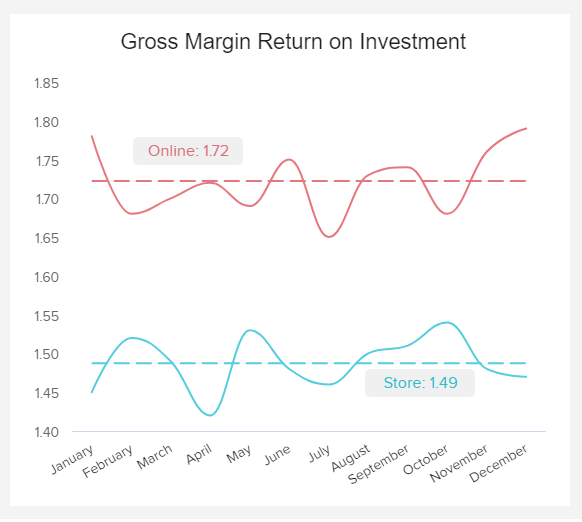 Gross Margin Return on Investment
1.85
1.80
Online: 1.72
1.75
1.70
1.65
1.60
1.55
1.50
Store: 1.49
1.45
1.40
January
February
March
April
May
June
July
August
September
October
November
December